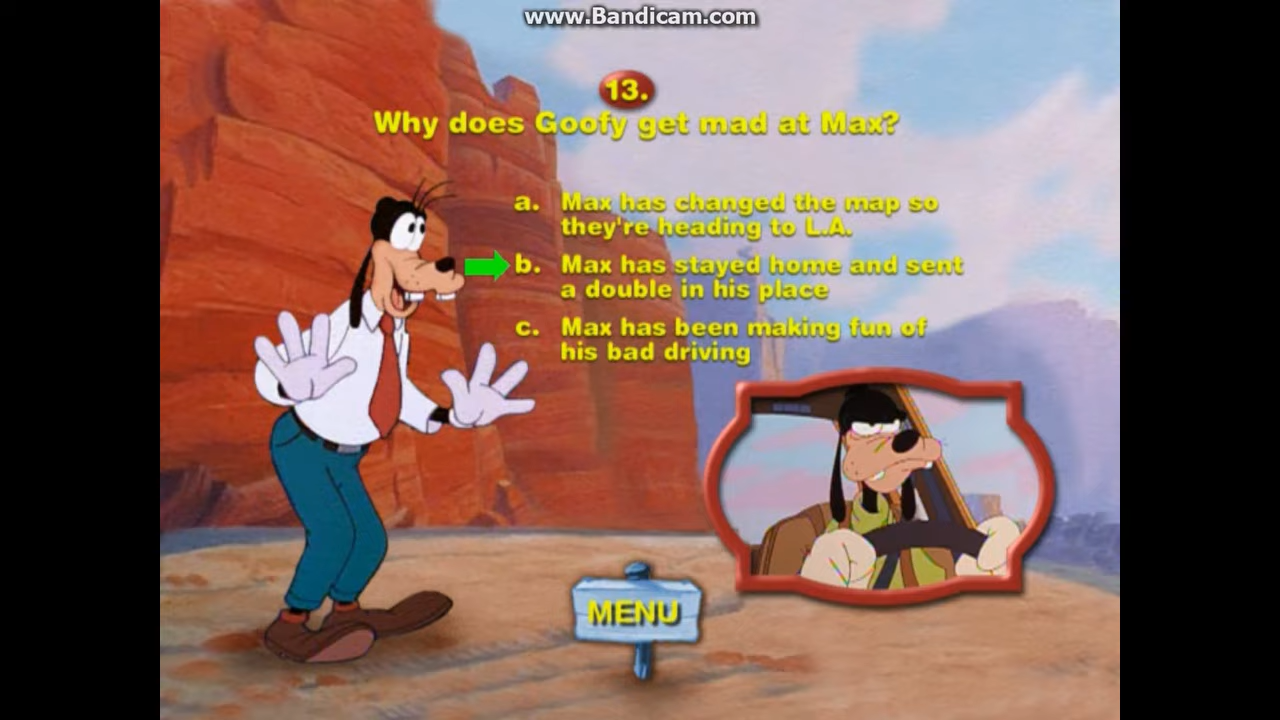 www.Bandicam.com
13.
Why does Goofy get mad at Max?
a. Max has changed the map so
they're heading to L.A.
b. Max has stayed home and sent
a double in his place
c. Max has been making fun of
his bad driving
MENU